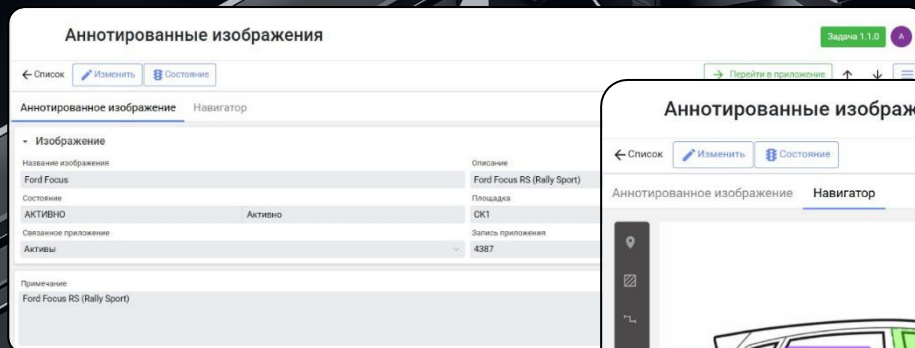 Аннотированные изображения
Задача 1.1.0 А
Список Изменить Состояние Перейти в приложение
Аннотированное изображение Навигатор
Изображение
Название изображения Описание
Ford Focus Ford Focus RS (Rally Sport)
Состояние Площадка
АКТИВНО Активно СК1
Связанное приложение Запись приложения
Активы 4387
Примечание
Ford Focus RS (Rally Sport)
Аннотированные изображ
Список Изменить Состояние
Аннотированное изображение Навигатор